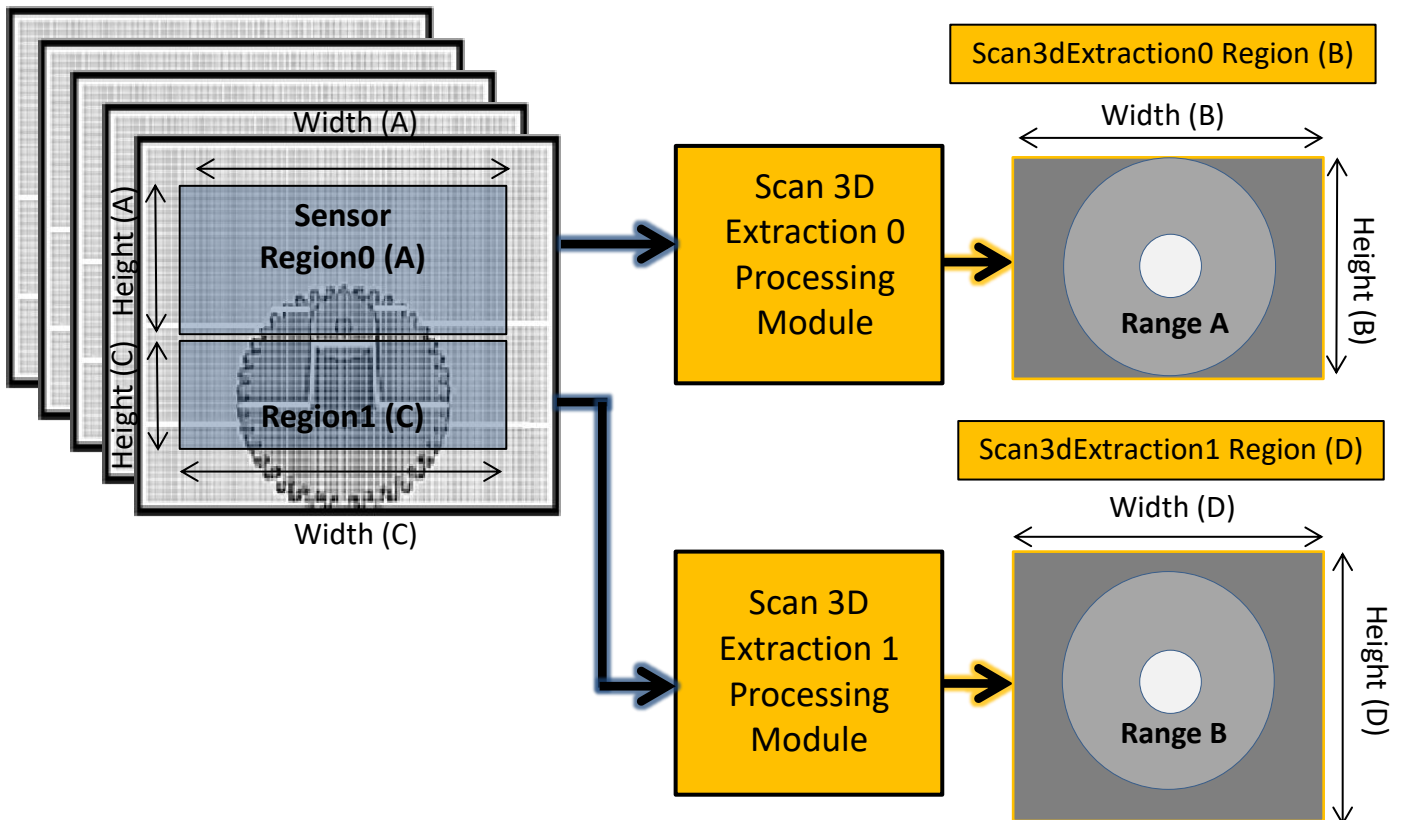 Width (A)
Height (A)
Sensor
Region0 (A)
Height (C)
Region1 (C)
Width (C)
Scan 3D
Extraction 0
Processing
Module
Scan3dExtraction0 Region (B)
Width (B)
Range A
Height (B)
Scan 3D
Extraction 1
Processing
Module
Scan3dExtraction1 Region (D)
Width (D)
Range B
Height (D)